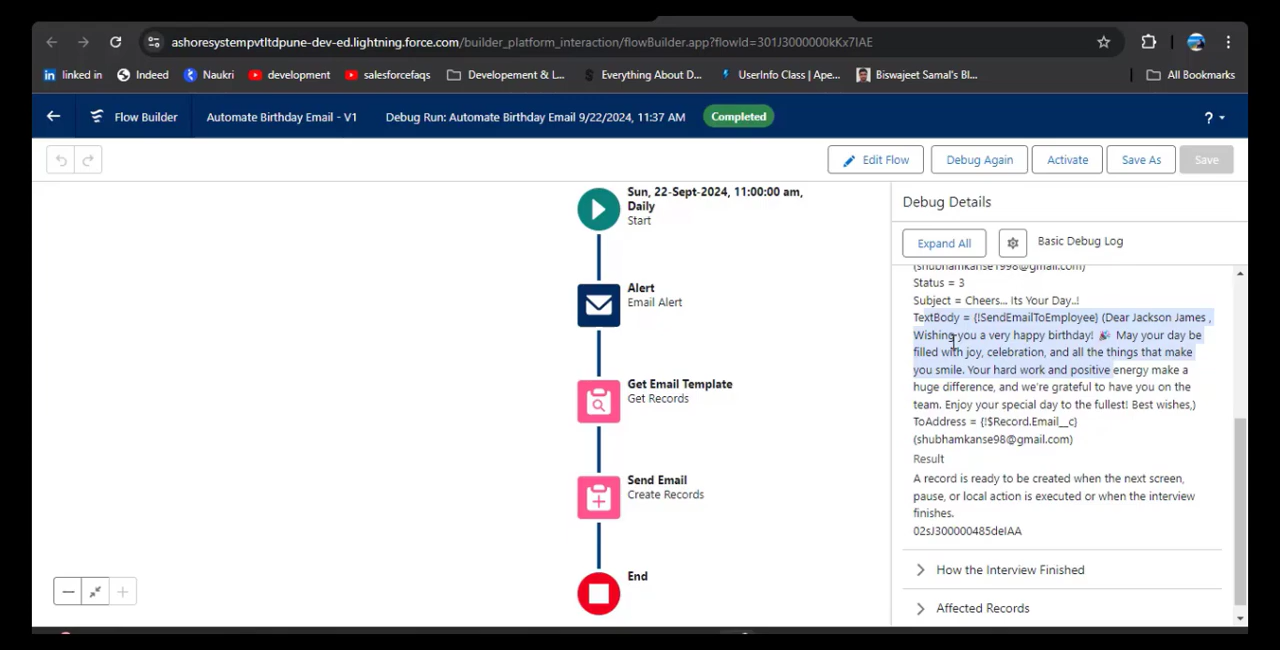 ashoresystempvtltdpune-dev-ed.lightning.force.com/builder_platform_interaction/flowBuilder.app?flowId=301J3000000kKx7IAE
linked in Indeed Naukri development salesforcefaqs Developement & L... Everything About D... UserInfo Class | Ape... Biswajeet Samal's Bl... All Bookmarks
Flow Builder Automate Birthday Email - V1 Debug Run: Automate Birthday Email 9/22/2024, 11:37 AM Completed ?
Edit Flow Debug Again Activate Save As Save
Sun, 22-Sept-2024, 11:00:00 am,
Daily
Start
Alert
Email Alert
Get Email Template
Get Records
Send Email
Create Records
End
Debug Details
Expand All Basic Debug Log
(shubhamkanse1998@gmail.com)
Status = 3
Subject = Cheers... Its Your Day..!
TextBody = {!SendEmailToEmployee} (Dear Jackson James ,
Wishing you a very happy birthday! 🎉 May your day be
filled with joy, celebration, and all the things that make
you smile. Your hard work and positive energy make a
huge difference, and we're grateful to have you on the
team. Enjoy your special day to the fullest! Best wishes,)
ToAddress = {!$Record.Email__c}
(shubhamkanse98@gmail.com)
Result
A record is ready to be created when the next screen,
pause, or local action is executed or when the interview
finishes.
02sJ300000485deIAA
How the Interview Finished
Affected Records